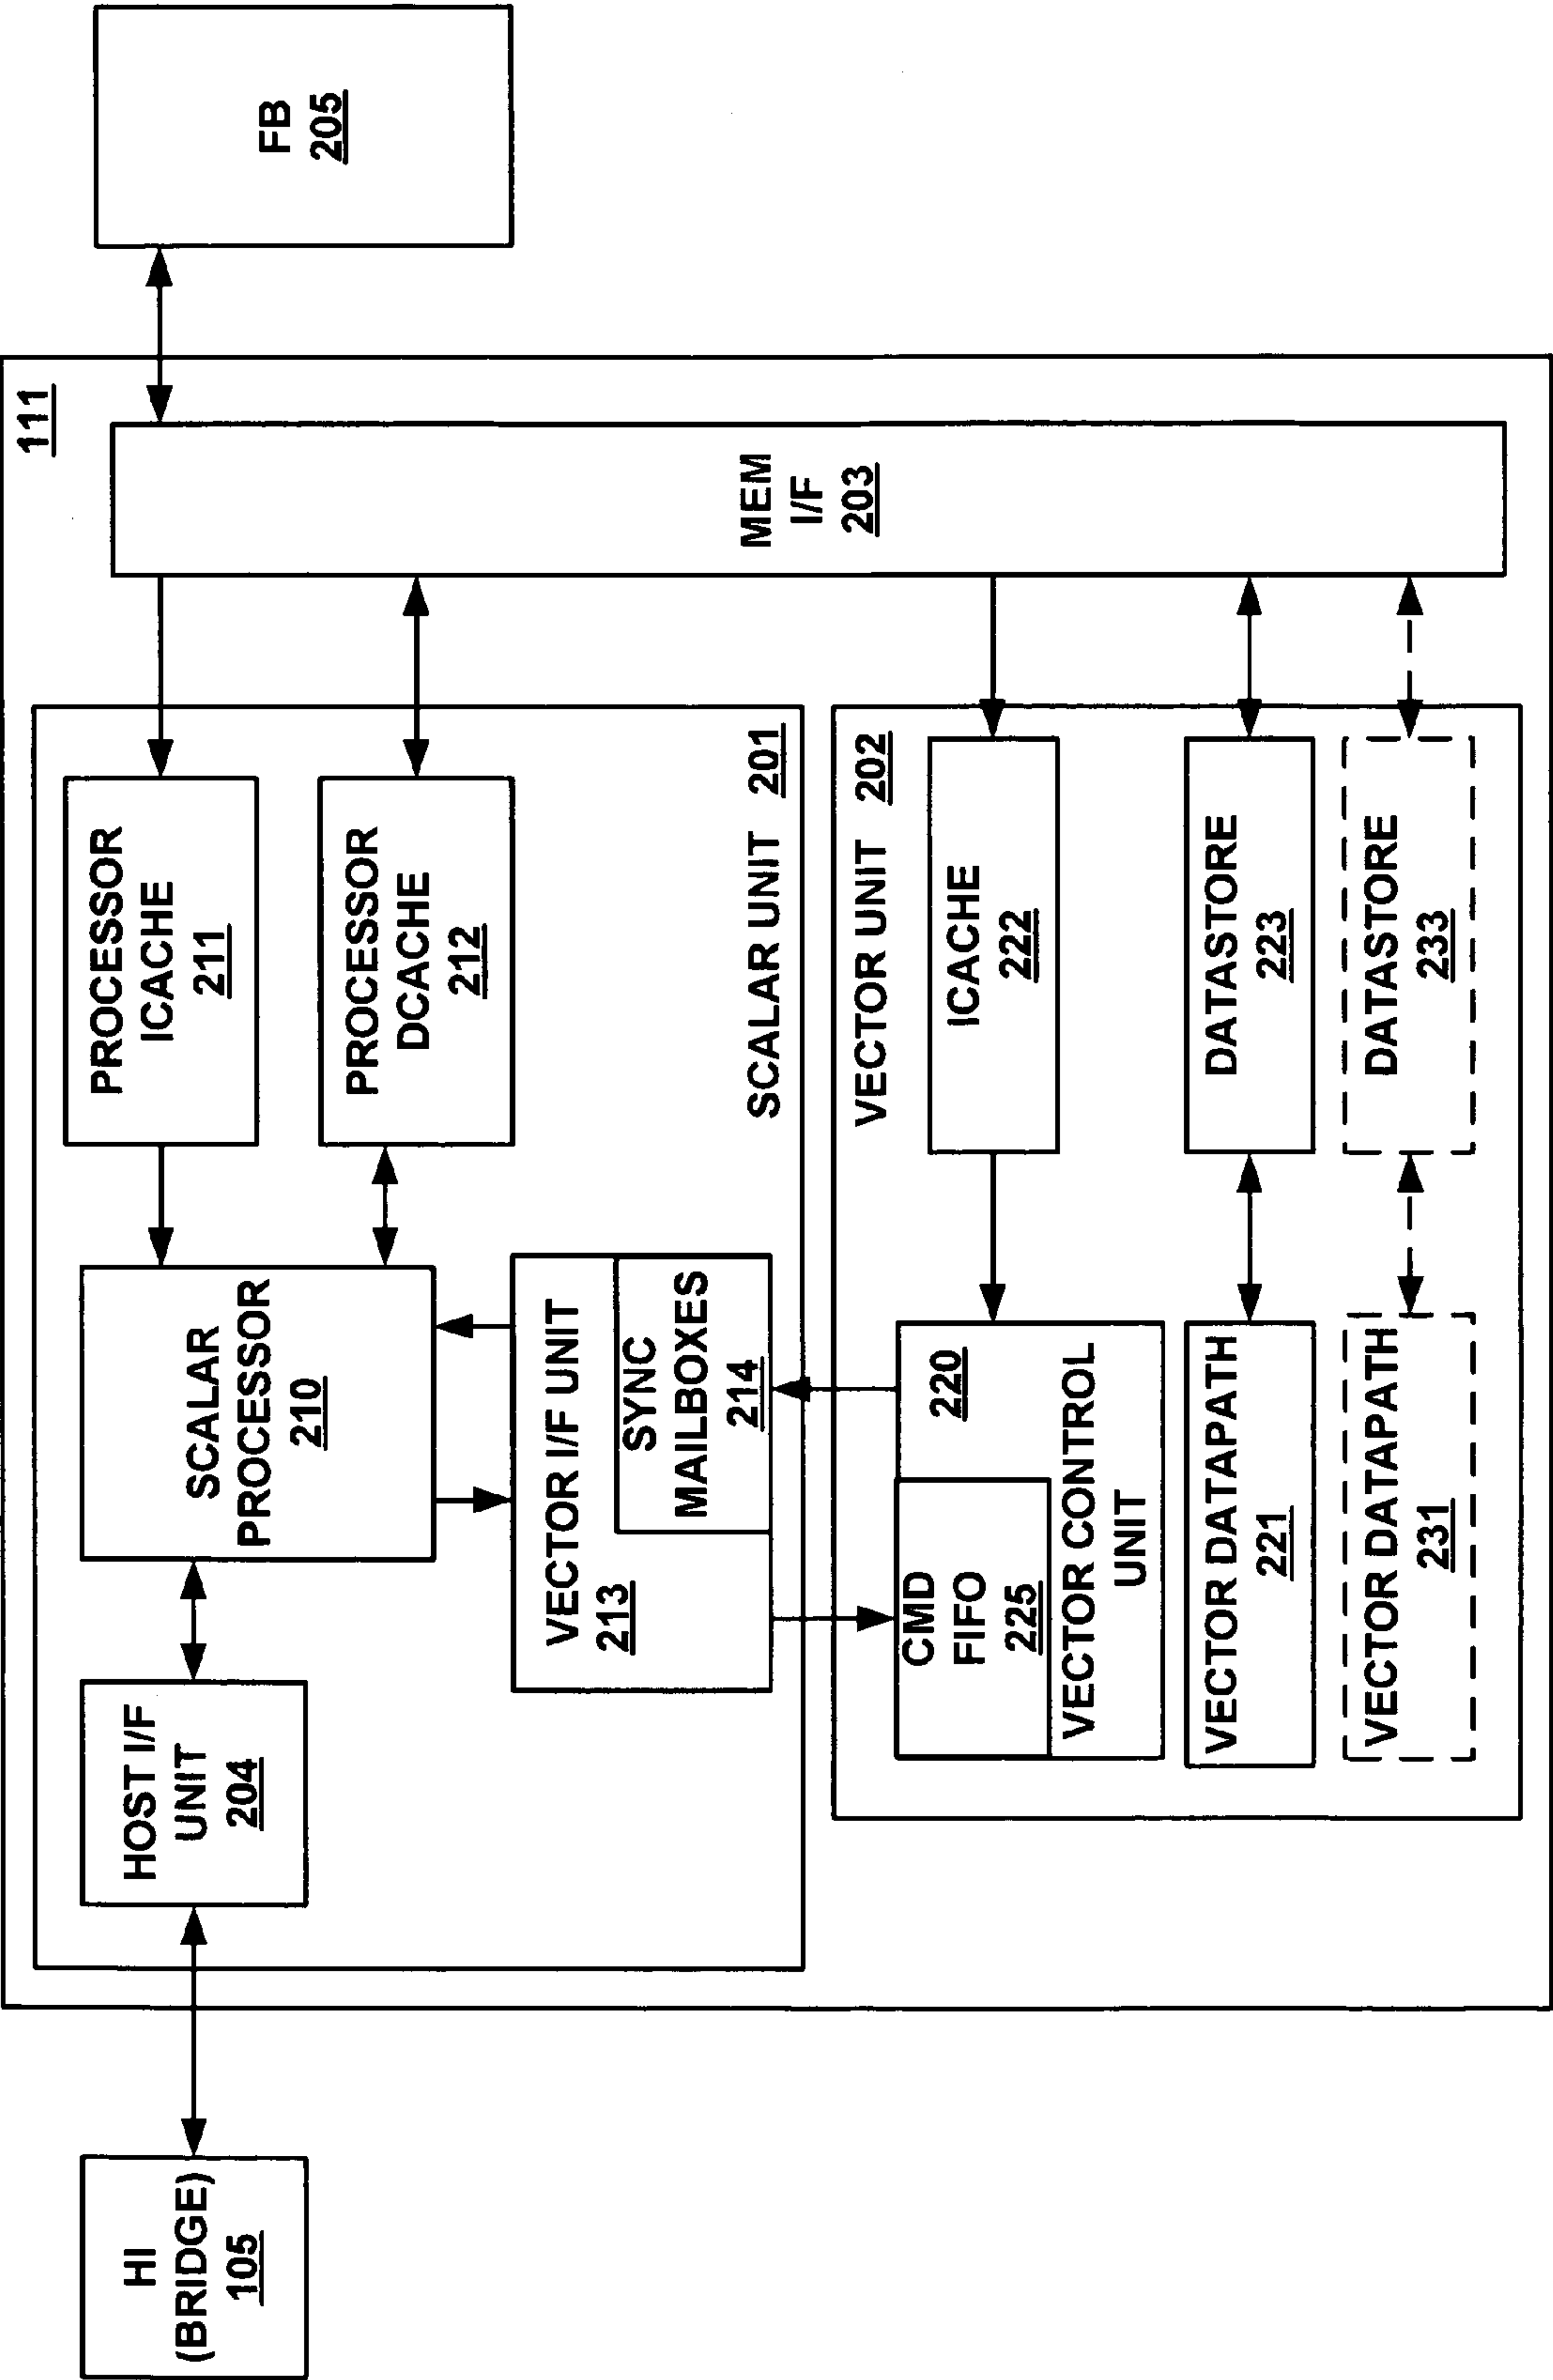 111
HI
(BRIDGE)
105
HOST I/F
UNIT
204
SCALAR
PROCESSOR
210
PROCESSOR
ICACHE
211
PROCESSOR
DCACHE
212
VECTOR I/F UNIT
213
SYNC
MAILBOXES
214
SCALAR UNIT 201
MEM
I/F
203
FB
205
VECTOR UNIT 202
CMD
FIFO
225
220
VECTOR CONTROL
UNIT
ICACHE
222
VECTOR DATAPATH
221
DATASTORE
223
VECTOR DATAPATH
231
DATASTORE
233